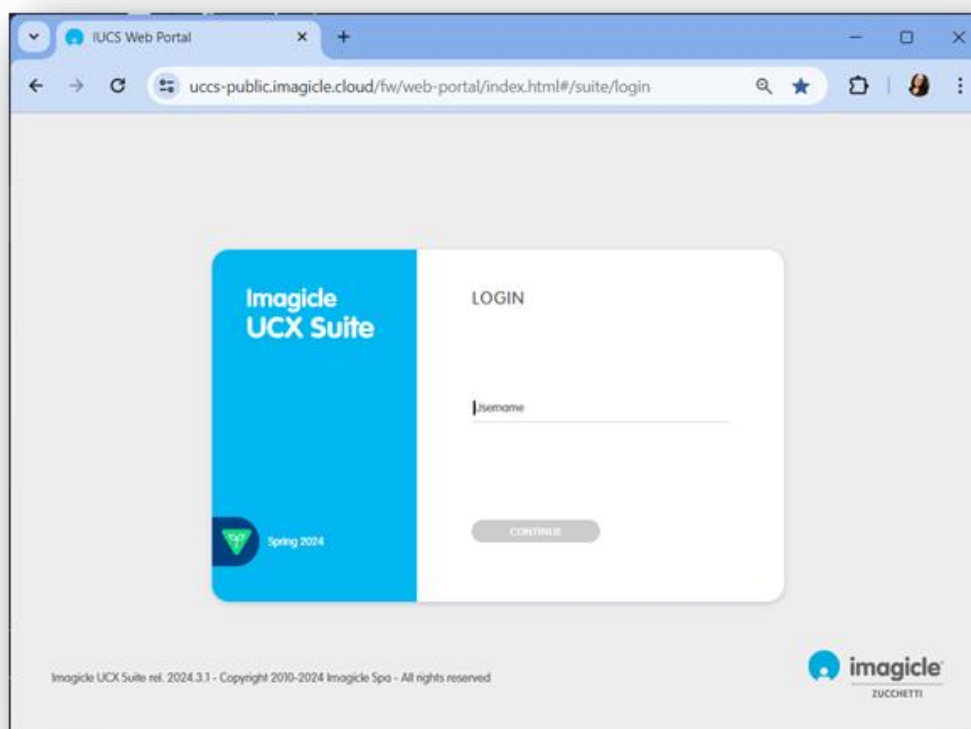 IUCS Web Portal
uccs-public.imagicle.cloud/fw/web-portal/index.html#/suite/login
Imagicle
UCX Suite
LOGIN
Username
CONTINUE
Spring 2024
Imagicle UCX Suite rel. 2024.3.1 - Copyright 2010-2024 Imagicle Spa - All rights reserved
imagicle
ZUCCHETTI